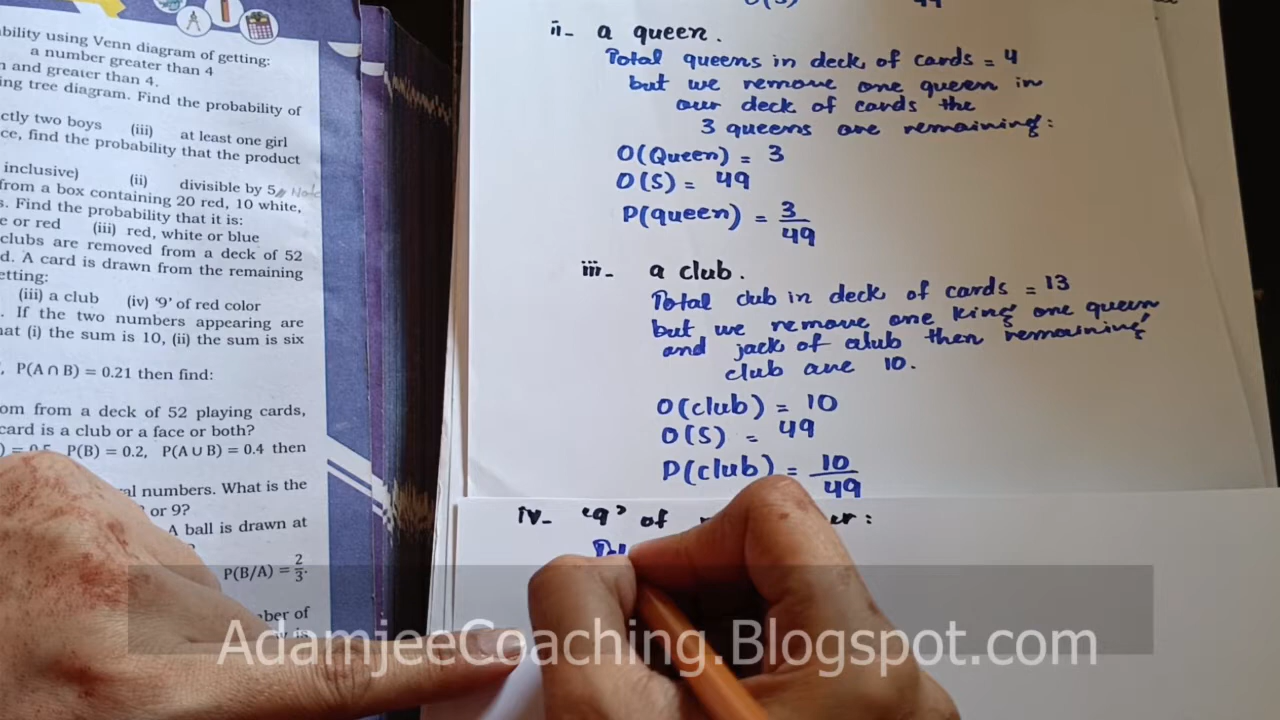 bility using Venn diagram of getting:
a number greater than 4
n and greater than 4.
ing tree diagram. Find the probability of
ctly two boys (iii) at least one girl
ce, find the probability that the product
inclusive) (ii) divisible by 5
from a box containing 20 red, 10 white,
s. Find the probability that it is:
e or red (iii) red, white or blue
clubs are removed from a deck of 52
d. A card is drawn from the remaining
etting:
(iii) a club (iv) '9' of red color
. If the two numbers appearing are
at (i) the sum is 10, (ii) the sum is six
, P(A ∩ B) = 0.21 then find:
om from a deck of 52 playing cards,
card is a club or a face or both?
) = 0.5, P(B) = 0.2, P(A ∪ B) = 0.4 then
al numbers. What is the
or 9?
A ball is drawn at
P(B/A) = 2/3.
ber of
is
O(S) 49
ii- a queen.
Total queens in deck of cards = 4
but we remove one queen in
our deck of cards the
3 queens are remaining:
O(Queen) = 3
O(S) = 49
P(queen) = 3/49
iii- a club.
Total club in deck of cards = 13
but we remove one king one queen
and jack of club then remaining
club are 10.
O(club) = 10
O(S) = 49
P(club) = 10/49
iv- '9' of
AdamjeeCoaching.Blogspot.com